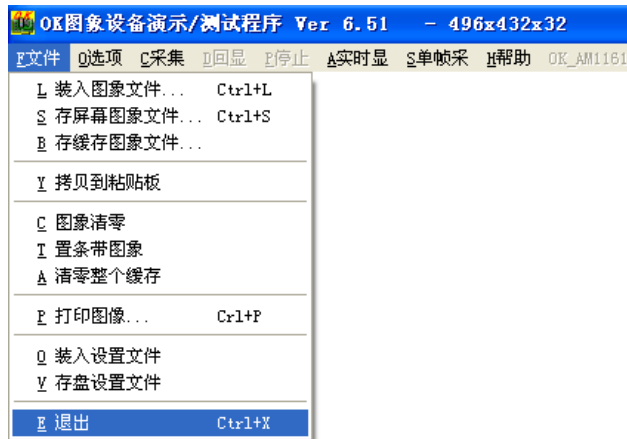 OK图象设备演示/测试程序 Ver 6.51 - 496x432x32
F文件 O选项 C采集 D回显 P停止 A实时显 S单帧采 H帮助 OK_AM1161
L 装入图象文件... Ctrl+L
S 存屏幕图象文件... Ctrl+S
B 存缓存图象文件...
Y 拷贝到粘贴板
C 图象清零
T 置条带图象
A 清零整个缓存
P 打印图像... Crl+P
O 装入设置文件
V 存盘设置文件
E 退出 Ctrl+X